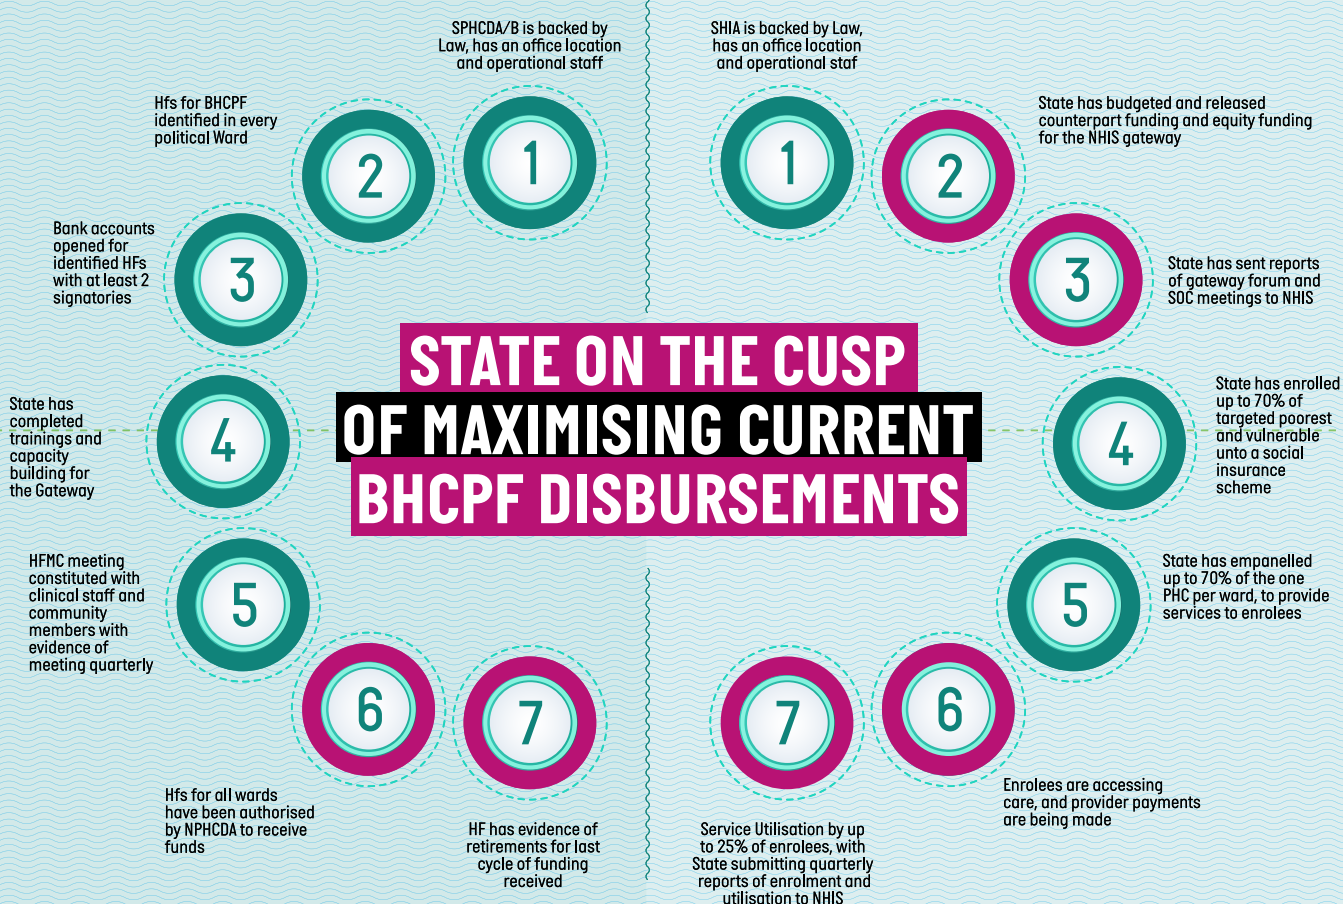 SPHCDA/B is backed by
Law, has an office location
and operational staff
1
Hfs for BHCPF
identified in every
political Ward
2
Bank accounts
opened for
identified HFs
with at least 2
signatories
3
State has
completed
trainings and
capacity
building for
the Gateway
4
HFMC meeting
constituted with
clinical staff and
community
members with
evidence of
meeting quarterly
5
6
Hfs for all wards
have been authorised
by NPHCDA to receive
funds
7
HF has evidence of
retirements for last
cycle of funding
received
STATE ON THE CUSP
OF MAXIMISING CURRENT
BHCPF DISBURSEMENTS
SHIA is backed by Law,
has an office location
and operational staf
1
State has budgeted and released
counterpart funding and equity funding
for the NHIS gateway
2
3
State has sent reports
of gateway forum and
SOC meetings to NHIS
4
State has enrolled
up to 70% of
targeted poorest
and vulnerable
unto a social
insurance
scheme
5
State has empanelled
up to 70% of the one
PHC per ward, to provide
services to enrolees
6
Enrolees are accessing
care, and provider payments
are being made
7
Service Utilisation by up
to 25% of enrolees, with
State submitting quarterly
reports of enrolment and
utilisation to NHIS